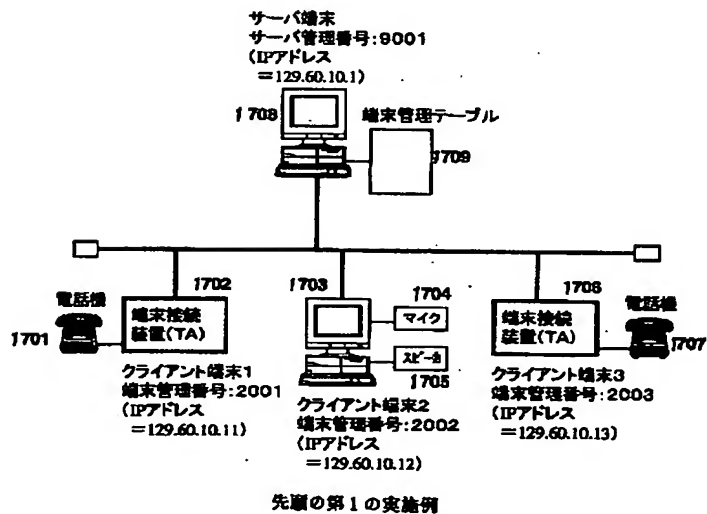 サーバ端末
サーバ管理番号:9001
(IPアドレス
=129.60.10.1)
1708
端末管理テーブル
1709
1702
電話機
1701
端末接続
装置(TA)
クライアント端末1
端末管理番号:2001
(IPアドレス
=129.60.10.11)
1703
1704
マイク
スピーカ
1705
クライアント端末2
端末管理番号:2002
(IPアドレス
=129.60.10.12)
1706
電話機
端末接続
装置(TA)
1707
クライアント端末3
端末管理番号:2003
(IPアドレス
=129.60.10.13)
先願の第1の実施例